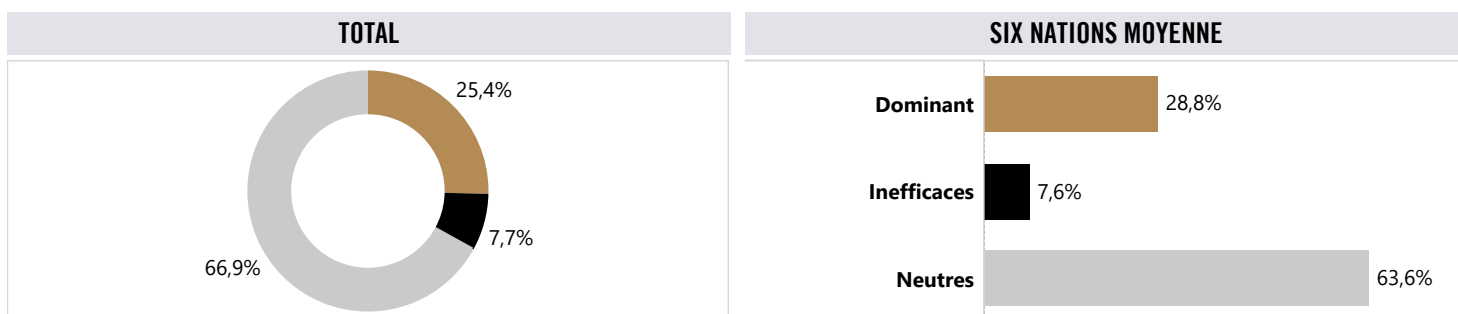 TOTAL
25,4%
7,7%
66,9%
SIX NATIONS MOYENNE
Dominant 28,8%
Inefficaces 7,6%
Neutres 63,6%